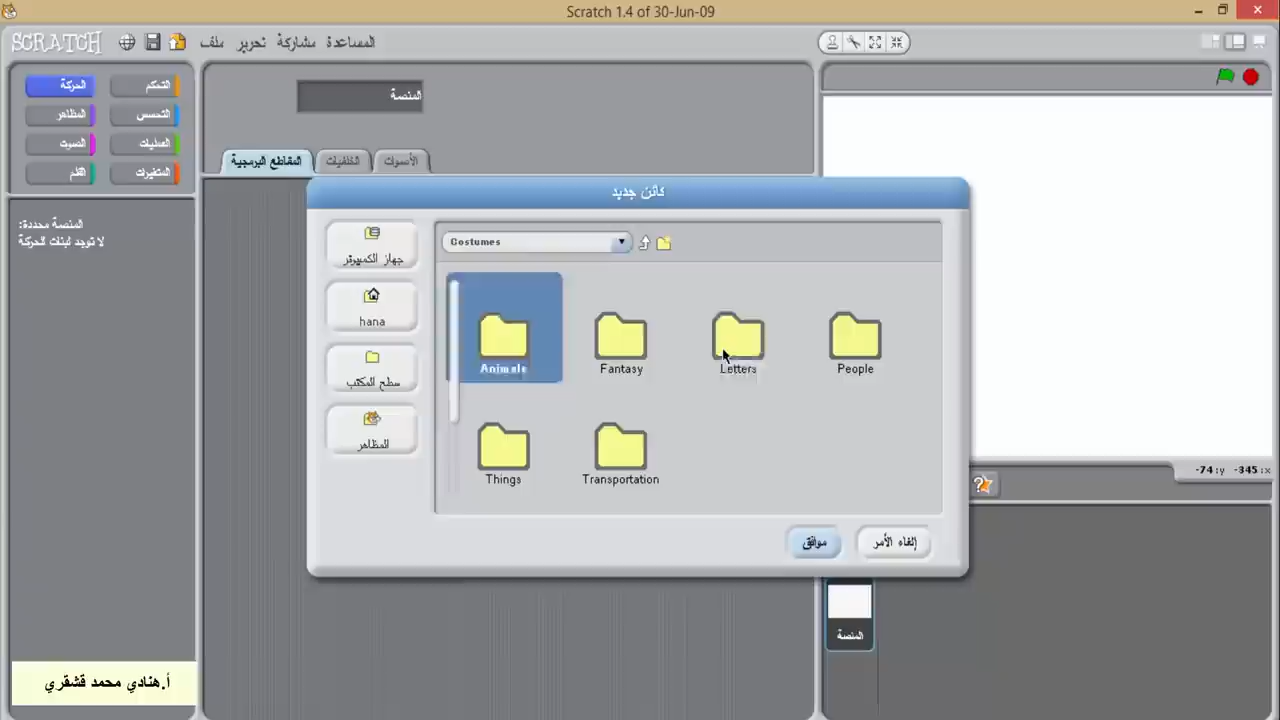 Scratch 1.4 of 30-Jun-09
SCRATCH
ملف تحرير مشاركة المساعدة
الحركة
التحكم
المظاهر
التحسس
الصوت
العمليات
القلم
المتغيرات
المنصة محددة:
لا توجد لبنات الحركة
المنصة
المقاطع البرمجية
الخلفيات
الأصوات
كائن جديد
جهاز الكمبيوتر
hana
سطح المكتب
المظاهر
Costumes
Animals
Fantasy
Letters
People
Things
Transportation
موافق
إلغاء الأمر
-74 :y -345 :x
المنصة
أ.هنادي محمد قشقري